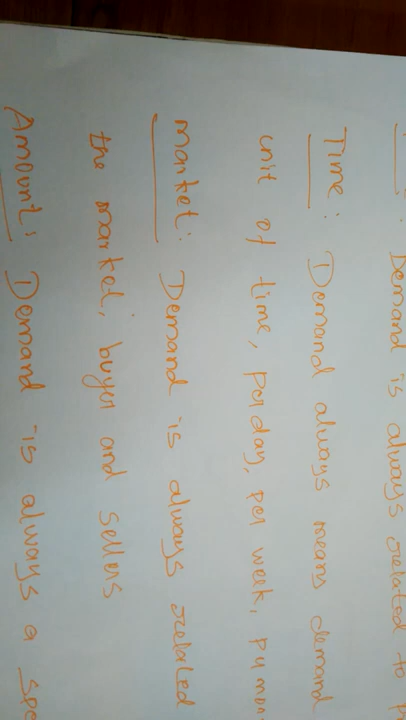 : Demand is always related to
Time: Demand always means demand
unit of time, per day, per week, P
market: Demand is always related
the market, buyer and sellers
Amount: Demand is always a spe